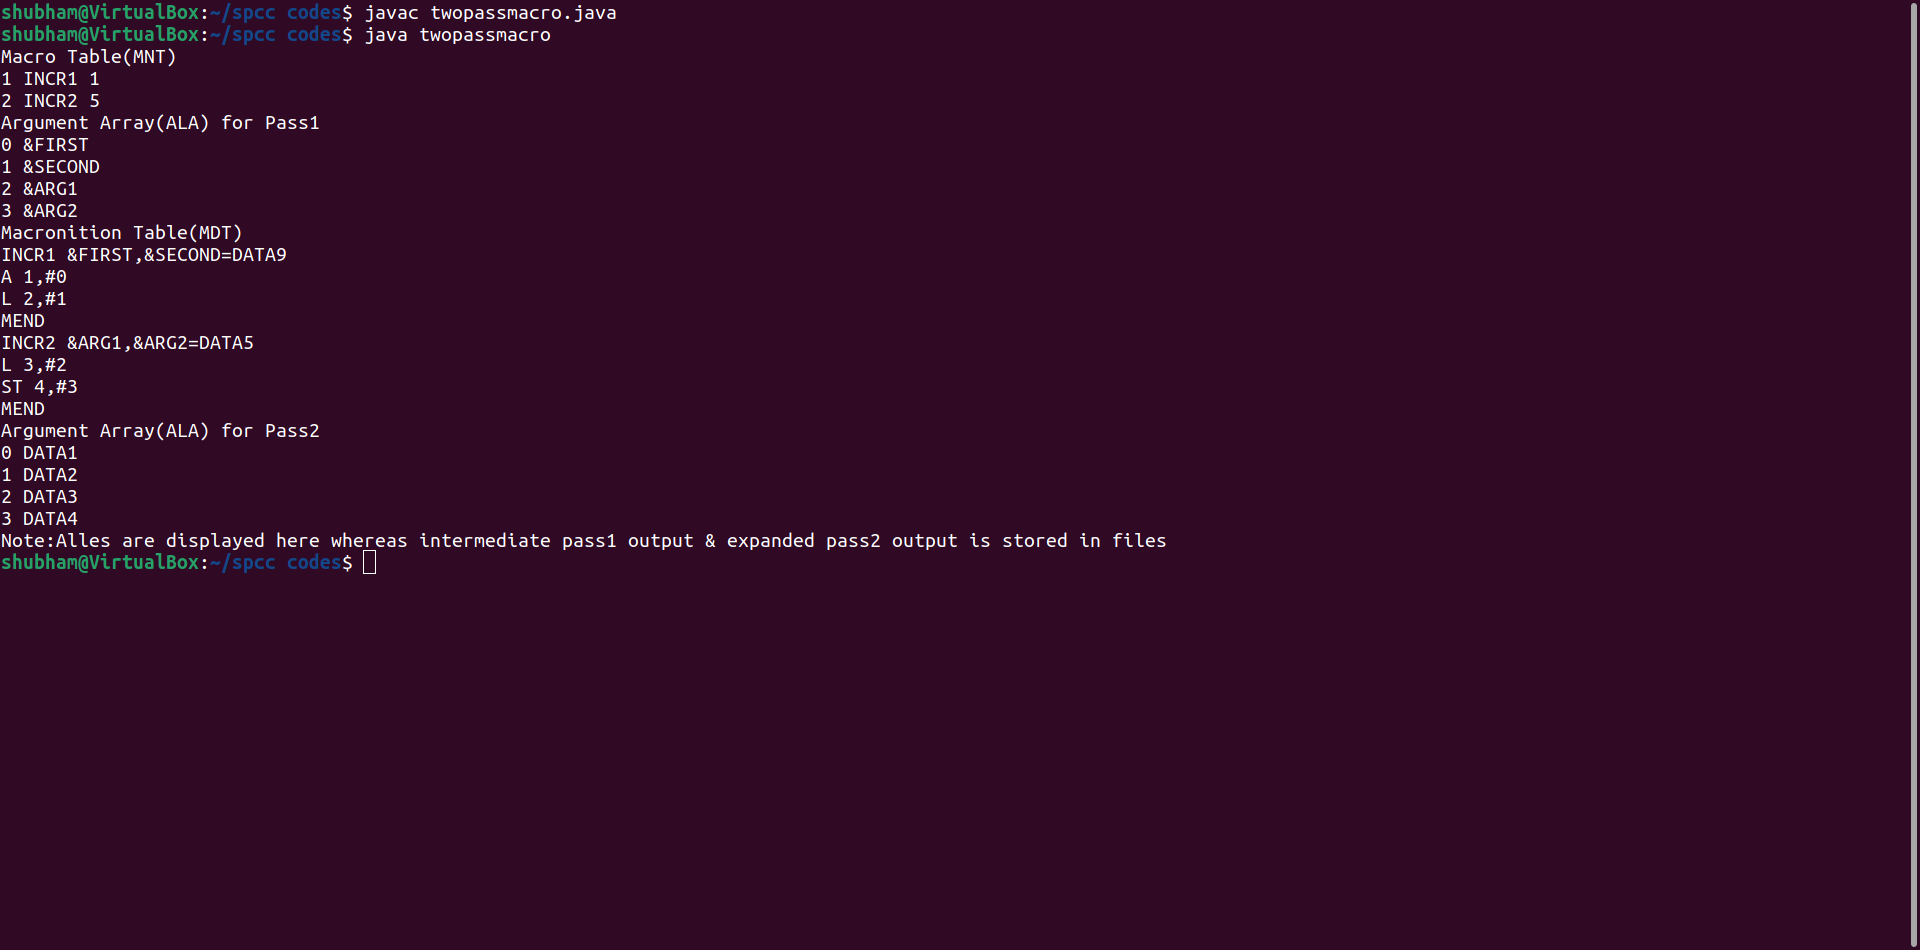 shubham@VirtualBox:~/spcc codes$ javac twopassmacro.java
shubham@VirtualBox:~/spcc codes$ java twopassmacro
Macro Table(MNT)
1 INCR1 1
2 INCR2 5
Argument Array(ALA) for Pass1
0 &FIRST
1 &SECOND
2 &ARG1
3 &ARG2
Macronition Table(MDT)
INCR1 &FIRST,&SECOND=DATA9
A 1,#0
L 2,#1
MEND
INCR2 &ARG1,&ARG2=DATA5
L 3,#2
ST 4,#3
MEND
Argument Array(ALA) for Pass2
0 DATA1
1 DATA2
2 DATA3
3 DATA4
Note:Alles are displayed here whereas intermediate pass1 output & expanded pass2 output is stored in files
shubham@VirtualBox:~/spcc codes$